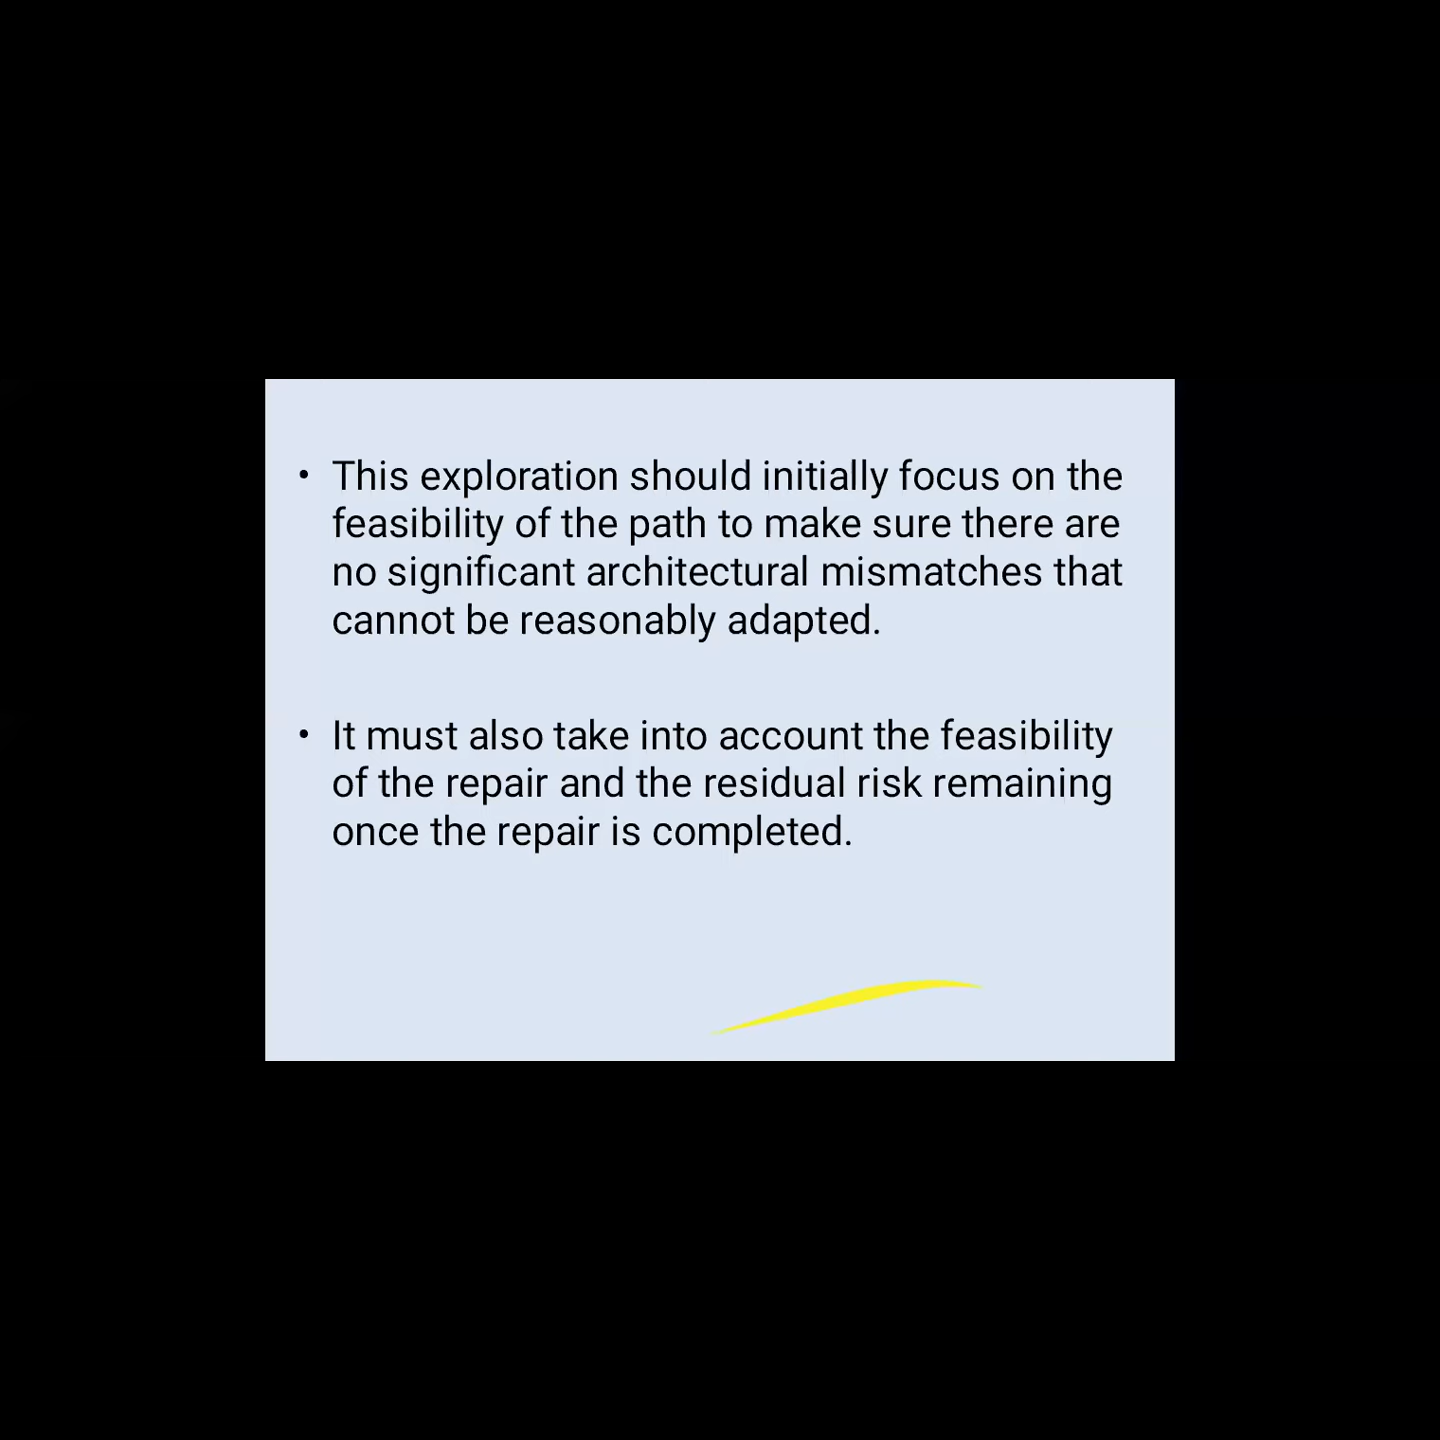 • This exploration should initially focus on the
feasibility of the path to make sure there are
no significant architectural mismatches that
cannot be reasonably adapted.
• It must also take into account the feasibility
of the repair and the residual risk remaining
once the repair is completed.